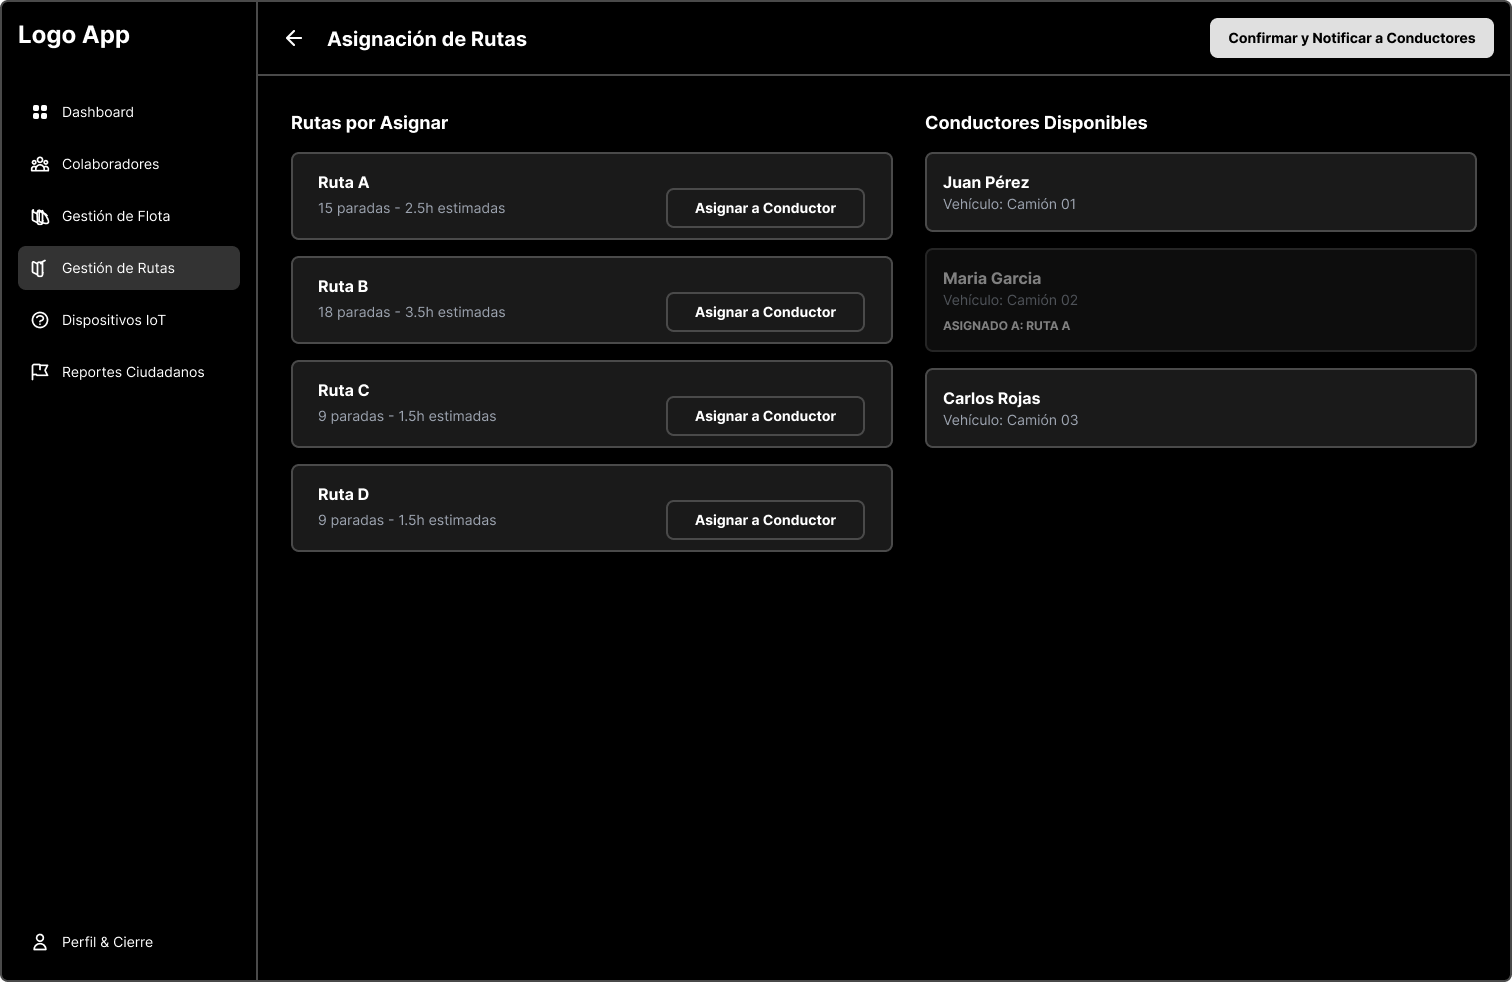 Logo App
Dashboard
Colaboradores
Gestión de Flota
Gestión de Rutas
Dispositivos IoT
Reportes Ciudadanos
Perfil & Cierre
Asignación de Rutas
Confirmar y Notificar a Conductores
Rutas por Asignar
Ruta A
15 paradas - 2.5h estimadas
Asignar a Conductor
Ruta B
18 paradas - 3.5h estimadas
Asignar a Conductor
Ruta C
9 paradas - 1.5h estimadas
Asignar a Conductor
Ruta D
9 paradas - 1.5h estimadas
Asignar a Conductor
Conductores Disponibles
Juan Pérez
Vehículo: Camión 01
Maria Garcia
Vehículo: Camión 02
ASIGNADO A: RUTA A
Carlos Rojas
Vehículo: Camión 03